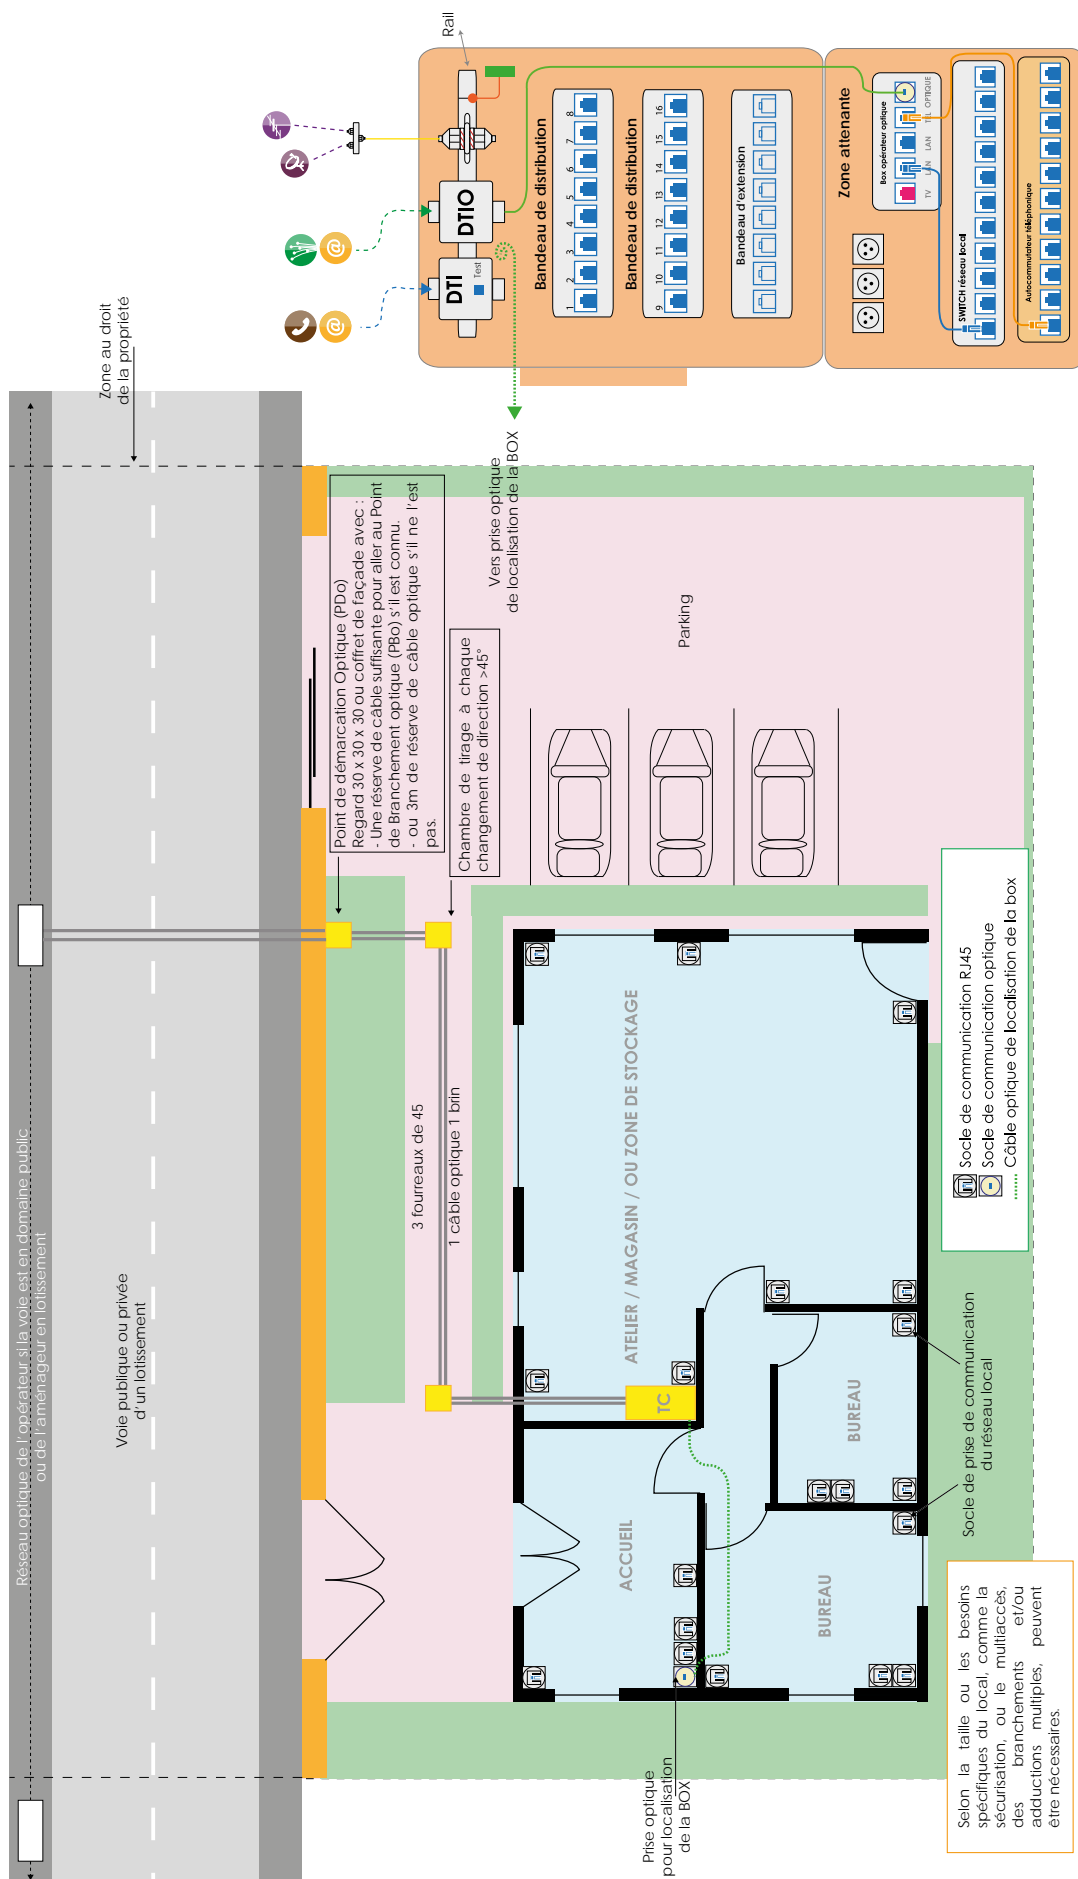 Réseau optique de l'opérateur si la voie est en domaine public
ou de l'aménageur en lotissement
Voie publique ou privée
d'un lotissement
Zone au droit
de la propriété
Point de démarcation Optique (PDo)
Regard 30 x 30 x 30 ou coffret de façade avec :
- Une réserve de câble suffisante pour aller au Point
de Branchement optique (PBo) s'il est connu.
- ou 3m de réserve de câble optique s'il ne l'est
pas.
Chambre de tirage à chaque
changement de direction >45°
3 fourreaux de 45
1 câble optique 1 brin
Vers prise optique
de localisation de la BOX
Parking
ACCUEIL
ATELIER / MAGASIN / OU ZONE DE STOCKAGE
TC
BUREAU
BUREAU
Prise optique
pour localisation
de la BOX
Socle de prise de communication
du réseau local
Socle de communication RJ45
Socle de communication optique
Câble optique de localisation de la box
Selon la taille ou les besoins
spécifiques du local, comme la
sécurisation, ou le multiaccès,
des branchements et/ou
adductions multiples, peuvent
être nécessaires.
Rail
@
@
DTI
Test
DTIO
Bandeau de distribution
1 2 3 4 5 6 7 8
Bandeau de distribution
9 10 11 12 13 14 15 16
Bandeau d'extension
Zone attenante
Box opérateur optique
TV LAN LAN TEL OPTIQUE
SWITCH réseau local
Autocommutateur téléphonique